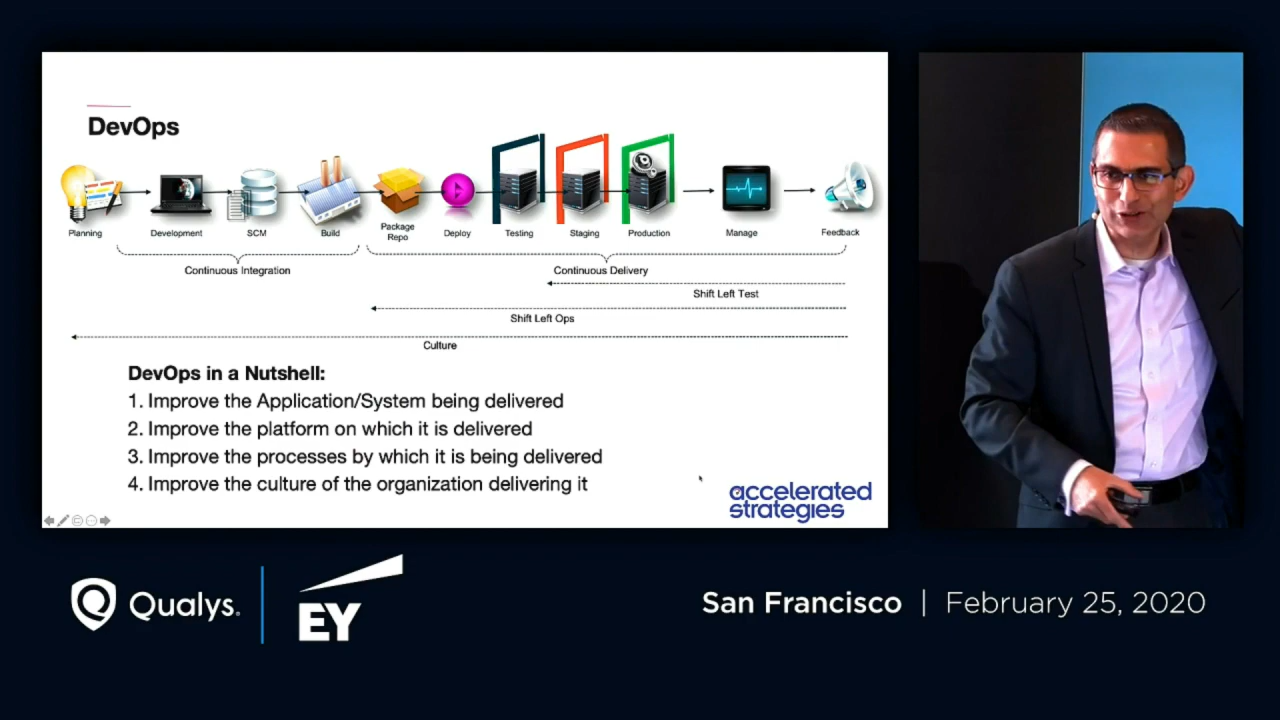 DevOps
Planning
Development
SCM
Build
Package
Repo
Deploy
Testing
Staging
Production
Manage
Feedback
Continuous Integration
Continuous Delivery
Shift Left Test
Shift Left Ops
Culture
DevOps in a Nutshell:
1. Improve the Application/System being delivered
2. Improve the platform on which it is delivered
3. Improve the processes by which it is being delivered
4. Improve the culture of the organization delivering it
accelerated
strategies
Qualys.
EY
San Francisco | February 25, 2020